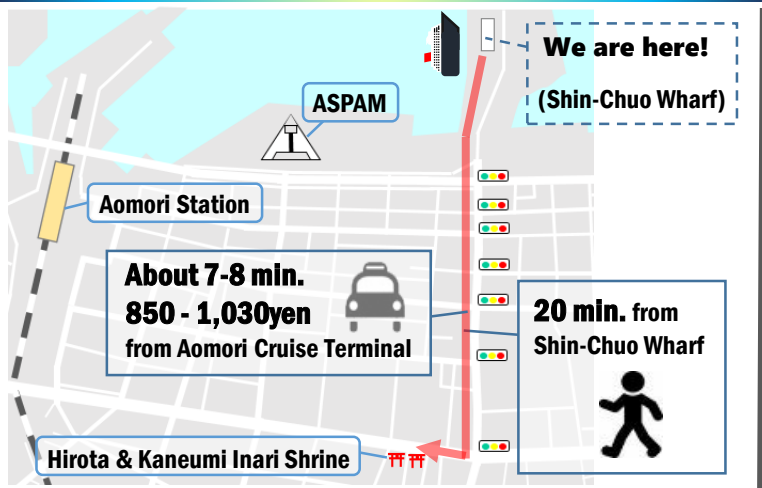 We are here!
(Shin-Chuo Wharf)
ASPAM
Aomori Station
About 7-8 min.
850 - 1,030yen
from Aomori Cruise Terminal
20 min. from
Shin-Chuo Wharf
Hirota & Kaneumi Inari Shrine